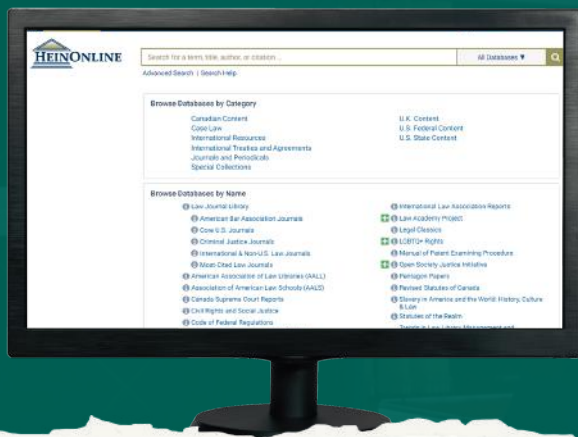 HEINONLINE
Search for a term, title, author, or citation...
All Databases ▼
Advanced Search | Search Help
Browse Databases by Category
Canadian Content
Case Law
International Resources
International Treaties and Agreements
Journals and Periodicals
Special Collections
U.K. Content
U.S. Federal Content
U.S. State Content
Browse Databases by Name
Law Journal Library
American Bar Association Journals
Core U.S. Journals
Criminal Justice Journals
International & Non-U.S. Law Journals
Most-Cited Law Journals
American Association of Law Libraries (AALL)
Association of American Law Schools (AALS)
Canada Supreme Court Reports
Civil Rights and Social Justice
Code of Federal Regulations
International Law Association Reports
Law Academy Project
Legal Classics
LGBTQ+ Rights
Manual of Patent Examining Procedure
Open Society Justice Initiative
Pentagon Papers
Revised Statutes of Canada
Slavery in America and the World: History, Culture
& Law
Statutes of the Realm